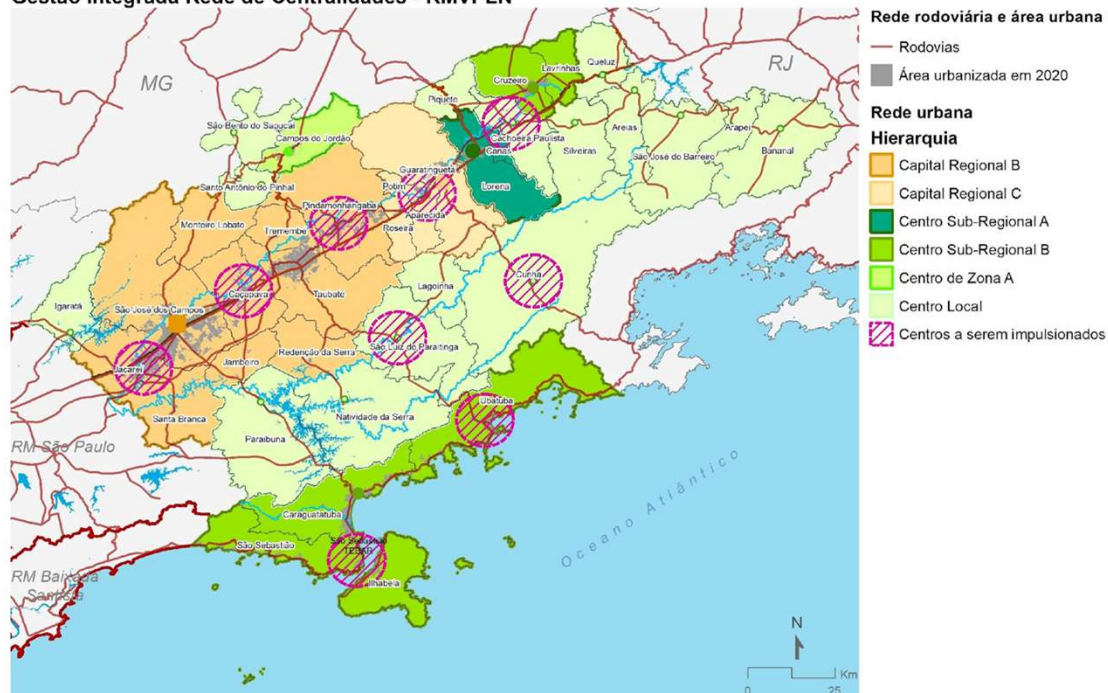 Gestão Integrada Rede de Centralidades - RMVPLN
Rede rodoviária e área urbana
Rodovias
Área urbanizada em 2020
Rede urbana
Hierarquia
Capital Regional B
Capital Regional C
Centro Sub-Regional A
Centro Sub-Regional B
Centro de Zona A
Centro Local
Centros a serem impulsionados
MG
RJ
Queluz
Lavrinhas
Cruzeiro
Piquete
São Bento do Sapucaí
Campos do Jordão
Cachoeira Paulista
Canas
Areias
Arapeí
Silveiras
São José do Barreiro
Bananal
Guaratinguetá
Santo Antônio do Pinhal
Potim
Lorena
Pindamonhangaba
Aparecida
Monteiro Lobato
Tremembé
Roseira
Cunha
Lagoinha
Caçapava
Taubaté
Igaratá
São José dos Campos
São Luiz do Paraitinga
Redenção da Serra
Jambeiro
Jacareí
Ubatuba
Santa Branca
Natividade da Serra
RM São Paulo
Paraibuna
Oceano Atlântico
Caraguatatuba
São Sebastião
São Sebastião
TEBAR
RM Baixada
Santista
Ilhabela
N
Km
0 25